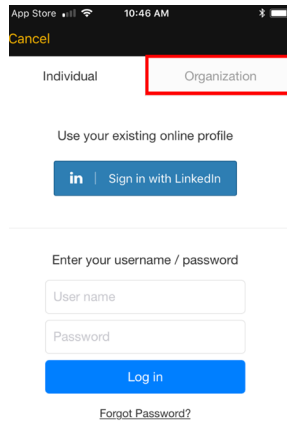 App Store 10:46 AM
Cancel
Individual Organization
Use your existing online profile
in | Sign in with LinkedIn
Enter your username / password
User name
Password
Log in
Forgot Password?